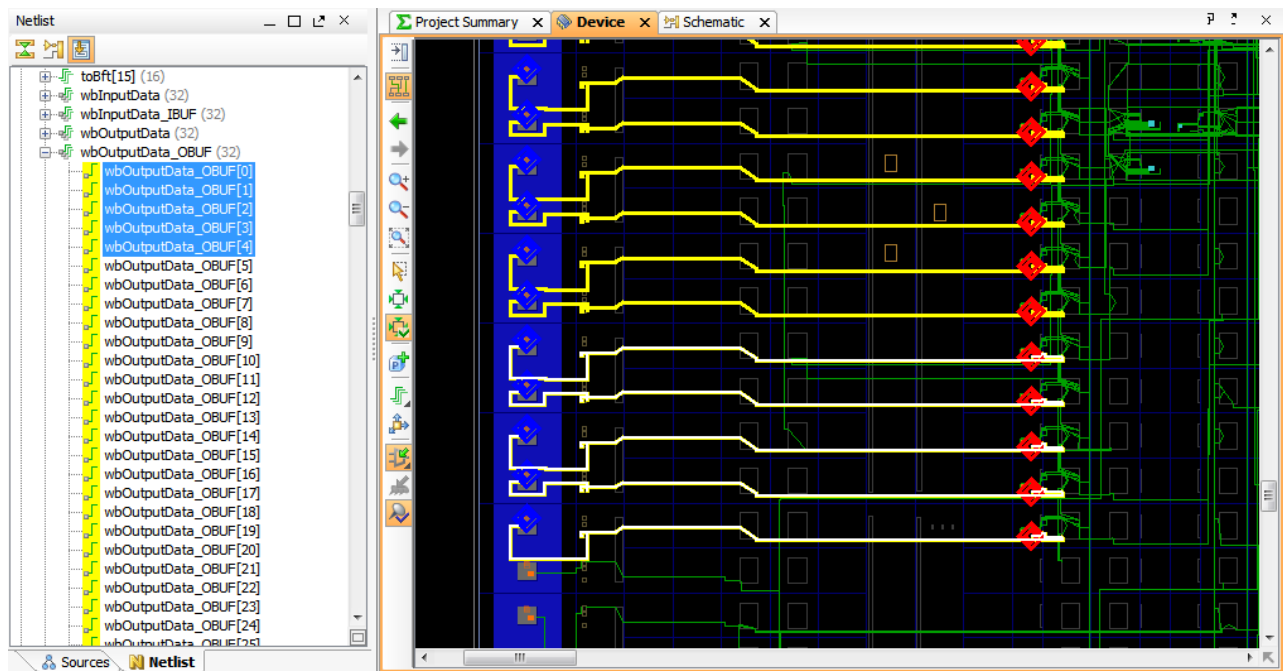 Netlist
Project Summary
Device
Schematic
toBft[15] (16)
wbInputData (32)
wbInputData_IBUF (32)
wbOutputData (32)
wbOutputData_OBUF (32)
wbOutputData_OBUF[0]
wbOutputData_OBUF[1]
wbOutputData_OBUF[2]
wbOutputData_OBUF[3]
wbOutputData_OBUF[4]
wbOutputData_OBUF[5]
wbOutputData_OBUF[6]
wbOutputData_OBUF[7]
wbOutputData_OBUF[8]
wbOutputData_OBUF[9]
wbOutputData_OBUF[10]
wbOutputData_OBUF[11]
wbOutputData_OBUF[12]
wbOutputData_OBUF[13]
wbOutputData_OBUF[14]
wbOutputData_OBUF[15]
wbOutputData_OBUF[16]
wbOutputData_OBUF[17]
wbOutputData_OBUF[18]
wbOutputData_OBUF[19]
wbOutputData_OBUF[20]
wbOutputData_OBUF[21]
wbOutputData_OBUF[22]
wbOutputData_OBUF[23]
wbOutputData_OBUF[24]
wbOutputData_OBUF[25]
Sources
Netlist